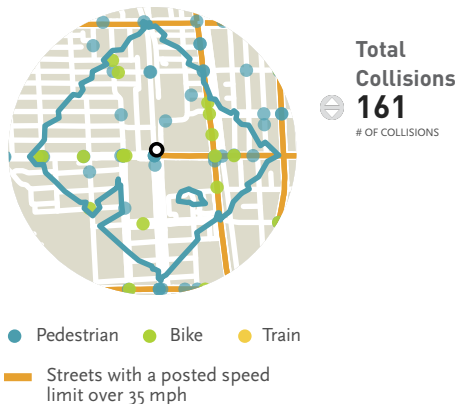 Total
Collisions
161
# OF COLLISIONS
Pedestrian
Bike
Train
Streets with a posted speed
limit over 35 mph